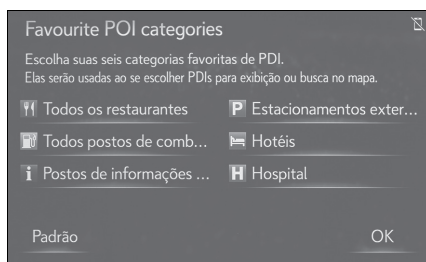 Favourite POI categories
Escolha suas seis categorias favoritas de PDI.
Elas serão usadas ao se escolher PDIs para exibição ou busca no mapa.
Todos os restaurantes
P Estacionamentos exter...
Todos postos de comb...
Hotéis
i Postos de informações ...
H Hospital
Padrão
OK